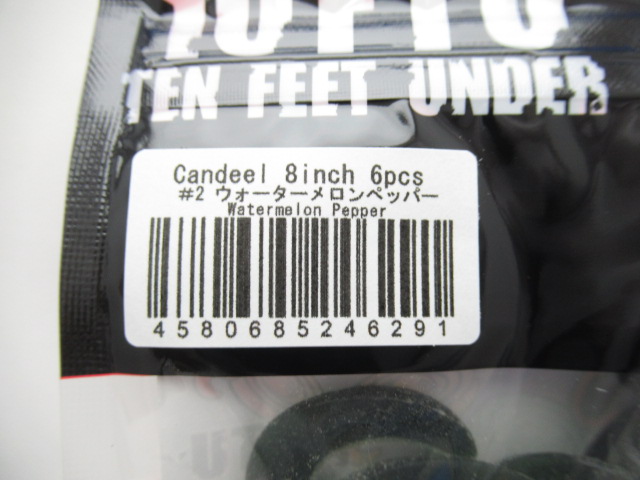 TEN FEET UNDER
Candeel 8inch 6pcs
#2 ウォーターメロンペッパー
Watermelon Pepper
4580685246291